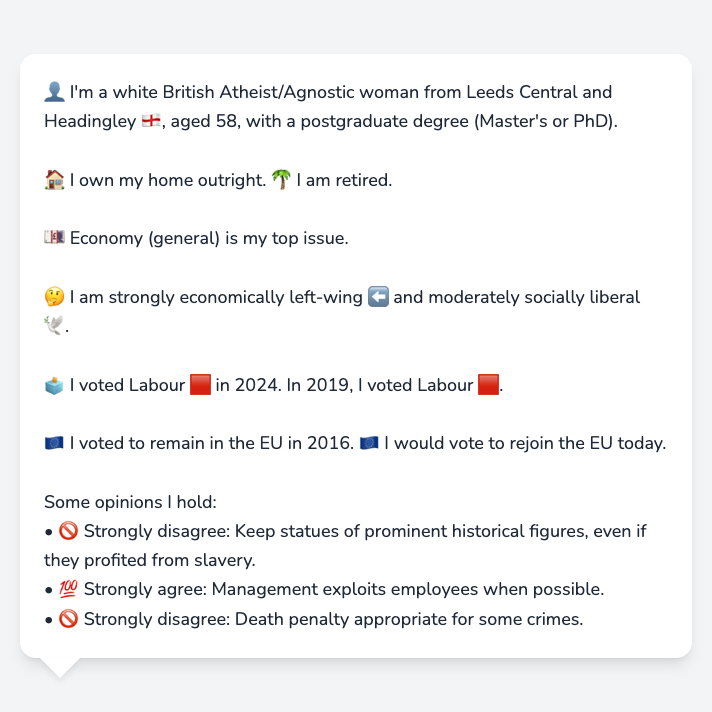 👤 I'm a white British Atheist/Agnostic woman from Leeds Central and
Headingley 🏴󠁧󠁢󠁥󠁮󠁧󠁿, aged 58, with a postgraduate degree (Master's or PhD).
🏠 I own my home outright. 🌴 I am retired.
💷 Economy (general) is my top issue.
🤔 I am strongly economically left-wing ⬅️ and moderately socially liberal
🕊️.
🗳️ I voted Labour 🟥 in 2024. In 2019, I voted Labour 🟥.
🇪🇺 I voted to remain in the EU in 2016. 🇪🇺 I would vote to rejoin the EU today.
Some opinions I hold:
• 🚫 Strongly disagree: Keep statues of prominent historical figures, even if
they profited from slavery.
• 💯 Strongly agree: Management exploits employees when possible.
• 🚫 Strongly disagree: Death penalty appropriate for some crimes.